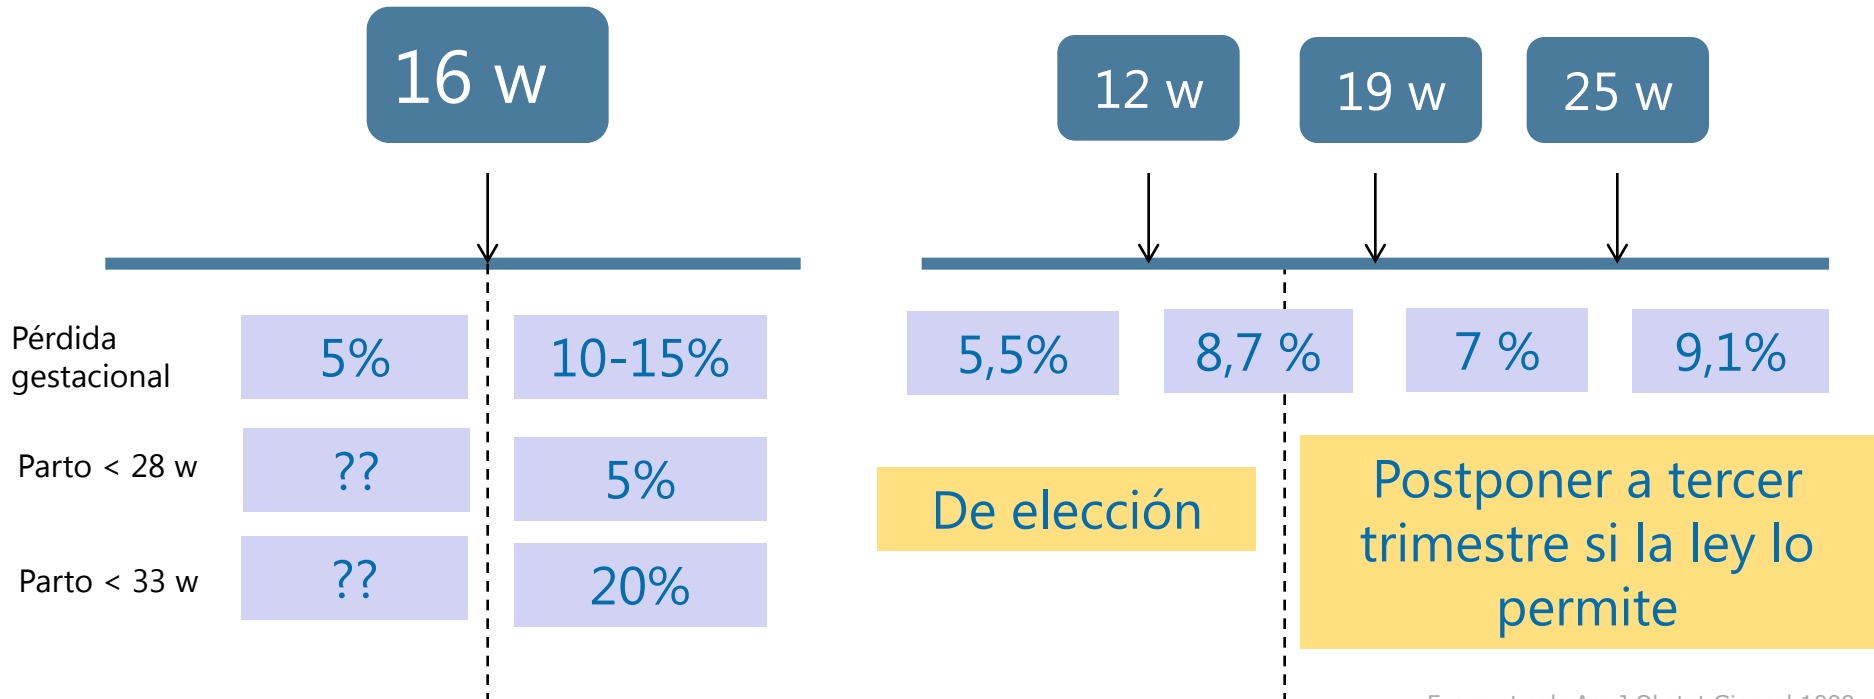 16 w
12 w
19 w
25 w
Pérdida
gestacional
5%
10-15%
5,5%
8,7 %
7 %
9,1%
Parto < 28 w
??
5%
De elección
Postponer a tercer
trimestre si la ley lo
permite
Parto < 33 w
??
20%